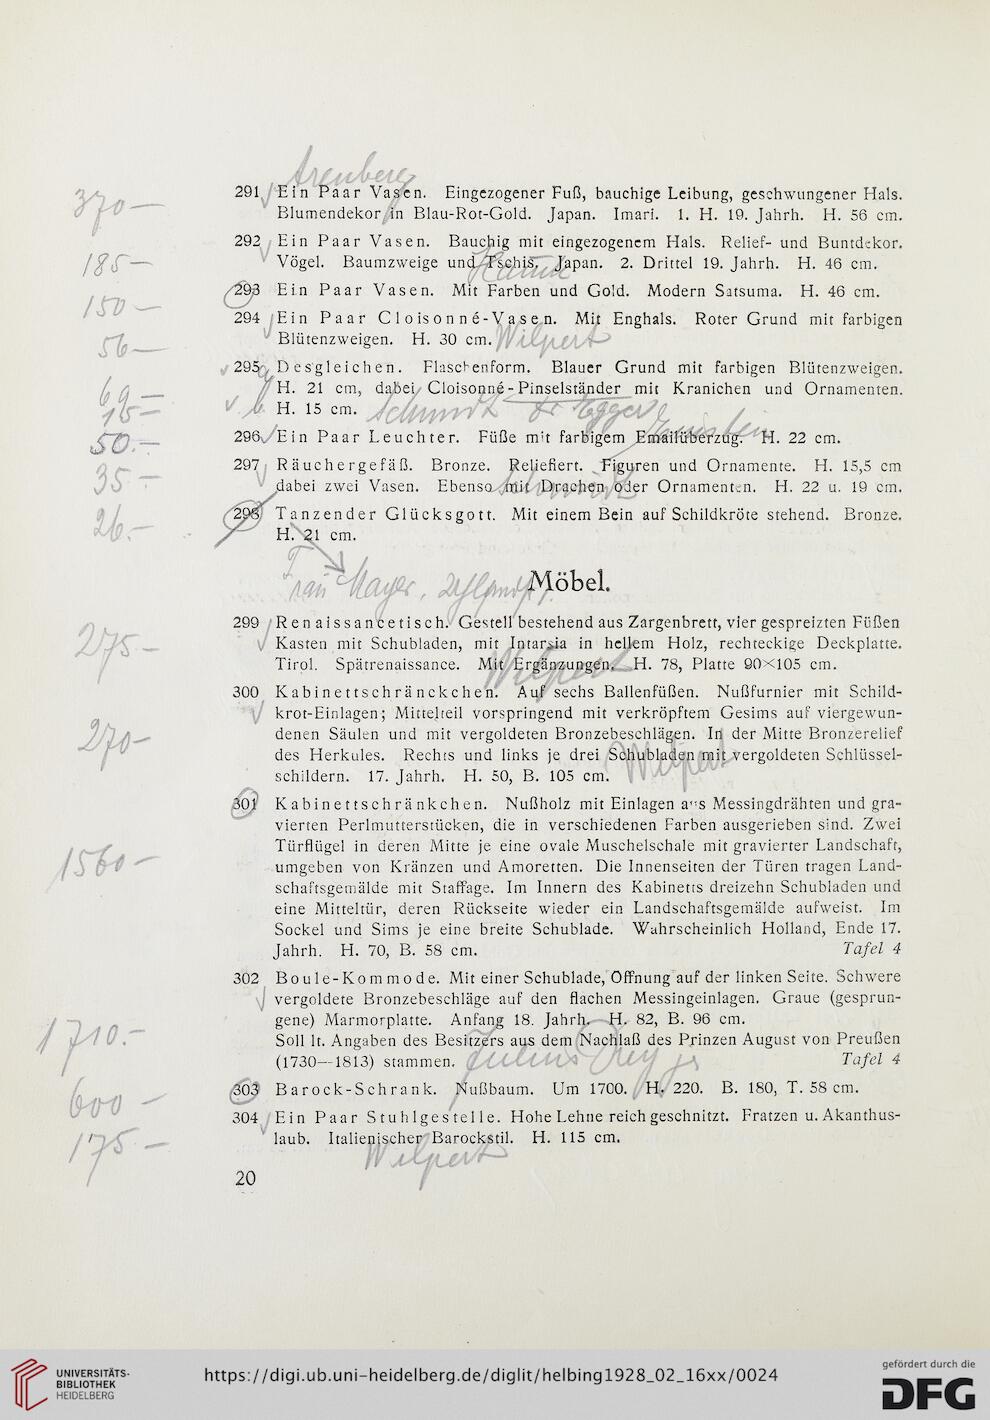 Arenberg
370—
291 Ein Paar Vasen. Eingezogener Fuß, bauchige Leibung, geschwungener Hals.
Blumendekor in Blau-Rot-Gold. Japan. Imari. 1. H. 19. Jahrh. H. 56 cm.
292 Ein Paar Vasen. Bauchig mit eingezogenem Hals. Relief- und Buntdekor.
185—
Vögel. Baumzweige und Tschis. Japan. 2. Drittel 19. Jahrh. H. 46 cm.
293 Ein Paar Vasen. Mit Farben und Gold. Modern Satsuma. H. 46 cm.
150—
294 Ein Paar Cloisonné-Vasen. Mit Enghals. Roter Grund mit farbigen
Blütenzweigen. H. 30 cm. Wilpert
56—
295 Desgleichen. Flaschenform. Blauer Grund mit farbigen Blütenzweigen.
H. 21 cm, dabei Cloisonné-Pinselständer mit Kranichen und Ornamenten.
69—
15—
H. 15 cm. Schmidt Dr Egger
50.—
296 Ein Paar Leuchter. Füße mit farbigem Emailüberzug. H. 22 cm.
297 Räuchergefäß. Bronze. Reliefiert. Figuren und Ornamente. H. 15,5 cm
35—
dabei zwei Vasen. Ebenso mit Drachen oder Ornamenten. H. 22 u. 19 cm.
Schmidt
298 Tanzender Glücksgott. Mit einem Bein auf Schildkröte stehend. Bronze.
26.—
H. 21 cm.
Frau Mayer,
Möbel.
299 Renaissancetisch. Gestell bestehend aus Zargenbrett, vier gespreizten Füßen
275.—
Kasten mit Schubladen, mit Intarsia in hellem Holz, rechteckige Deckplatte.
Tirol. Spätrenaissance. Mit Ergänzungen. H. 78, Platte 90×105 cm.
Wilpert
300 Kabinettschränckchen. Auf sechs Ballenfüßen. Nußfurnier mit Schild-
krot-Einlagen; Mittelteil vorspringend mit verkröpftem Gesims auf viergewun-
270—
denen Säulen und mit vergoldeten Bronzebeschlägen. In der Mitte Bronzerelief
des Herkules. Rechts und links je drei Schubladen mit vergoldeten Schlüssel-
schildern. 17. Jahrh. H. 50, B. 105 cm. Wilpert
301 Kabinettschränkchen. Nußholz mit Einlagen aus Messingdrähten und gra-
vierten Perlmutterstücken, die in verschiedenen Farben ausgerieben sind. Zwei
Türflügel in deren Mitte je eine ovale Muschelschale mit gravierter Landschaft,
1560—
umgeben von Kränzen und Amoretten. Die Innenseiten der Türen tragen Land-
schaftsgemälde mit Staffage. Im Innern des Kabinetts dreizehn Schubladen und
eine Mitteltür, deren Rückseite wieder ein Landschaftsgemälde aufweist. Im
Sockel und Sims je eine breite Schublade. Wahrscheinlich Holland, Ende 17.
Jahrh. H. 70, B. 58 cm. Tafel 4
302 Boule-Kommode. Mit einer Schublade, Öffnung auf der linken Seite. Schwere
vergoldete Bronzebeschläge auf den flachen Messingeinlagen. Graue (gesprun-
gene) Marmorplatte. Anfang 18. Jahrh. H. 82, B. 96 cm.
1710.—
Soll lt. Angaben des Besitzers aus dem Nachlaß des Prinzen August von Preußen
(1730—1813) stammen. Tafel 4
Julius
303 Barock-Schrank. Nußbaum. Um 1700. H. 220. B. 180, T. 58 cm.
600—
304 Ein Paar Stuhlgestelle. Hohe Lehne reich geschnitzt. Fratzen u. Akanthus-
175.—
laub. Italienischer Barockstil. H. 115 cm.
Wilpert
20
UNIVERSITÄTS-
BIBLIOTHEK
HEIDELBERG
https://digi.ub.uni-heidelberg.de/diglit/helbing1928_02_16xx/0024
gefördert durch die
DFG